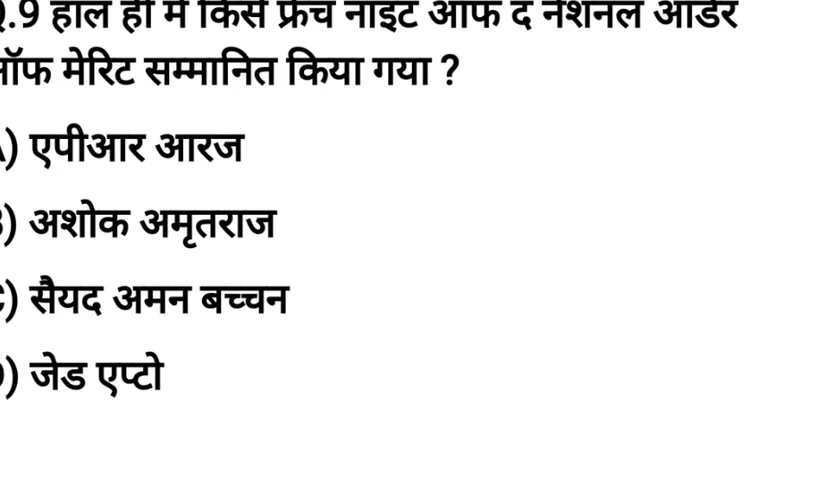 .9 हाल ही में किसे फ्रेंच नाइट ऑफ द नेशनल ऑर्डर
ऑफ मेरिट सम्मानित किया गया ?
) एपीआर आरज
) अशोक अमृतराज
) सैयद अमन बच्चन
) जेड एप्टो